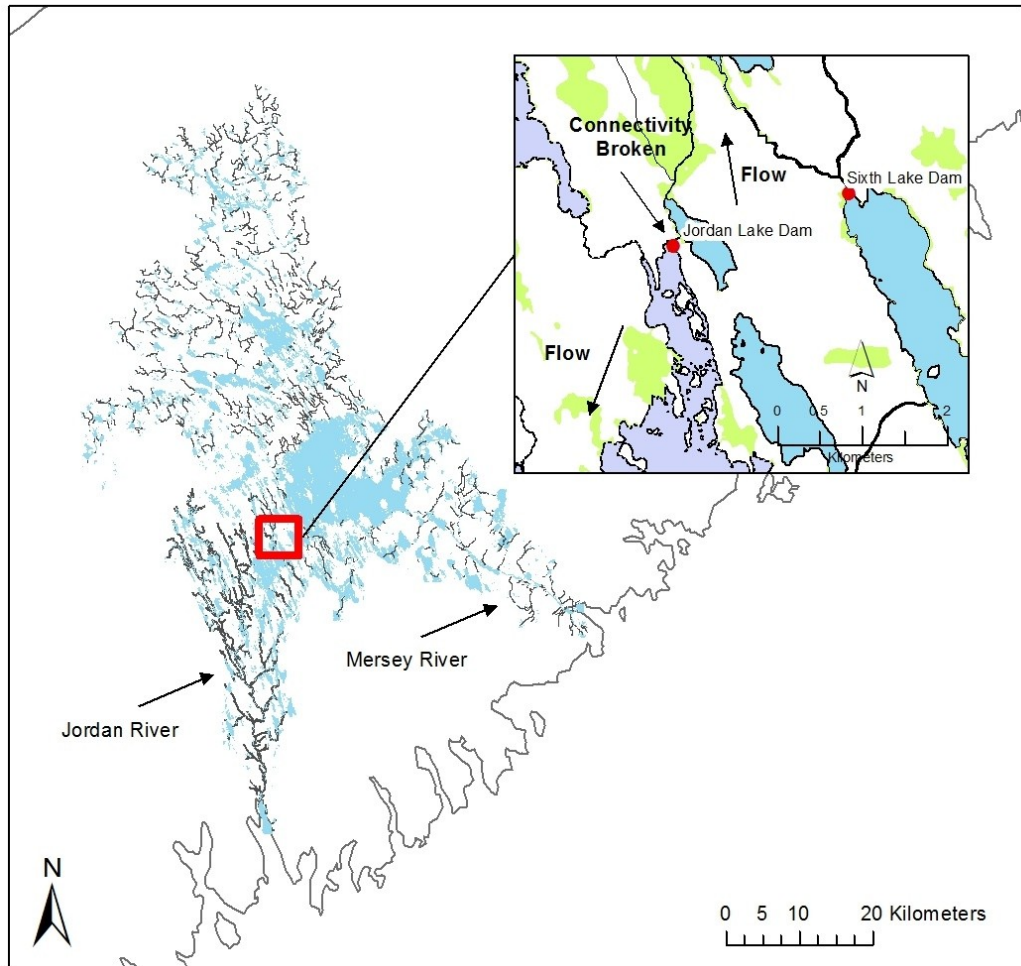 Connectivity
Broken
Flow
Sixth Lake Dam
Jordan Lake Dam
Flow
N
0 0.5 1 2
Kilometers
Mersey River
Jordan River
N
0 5 10 20 Kilometers